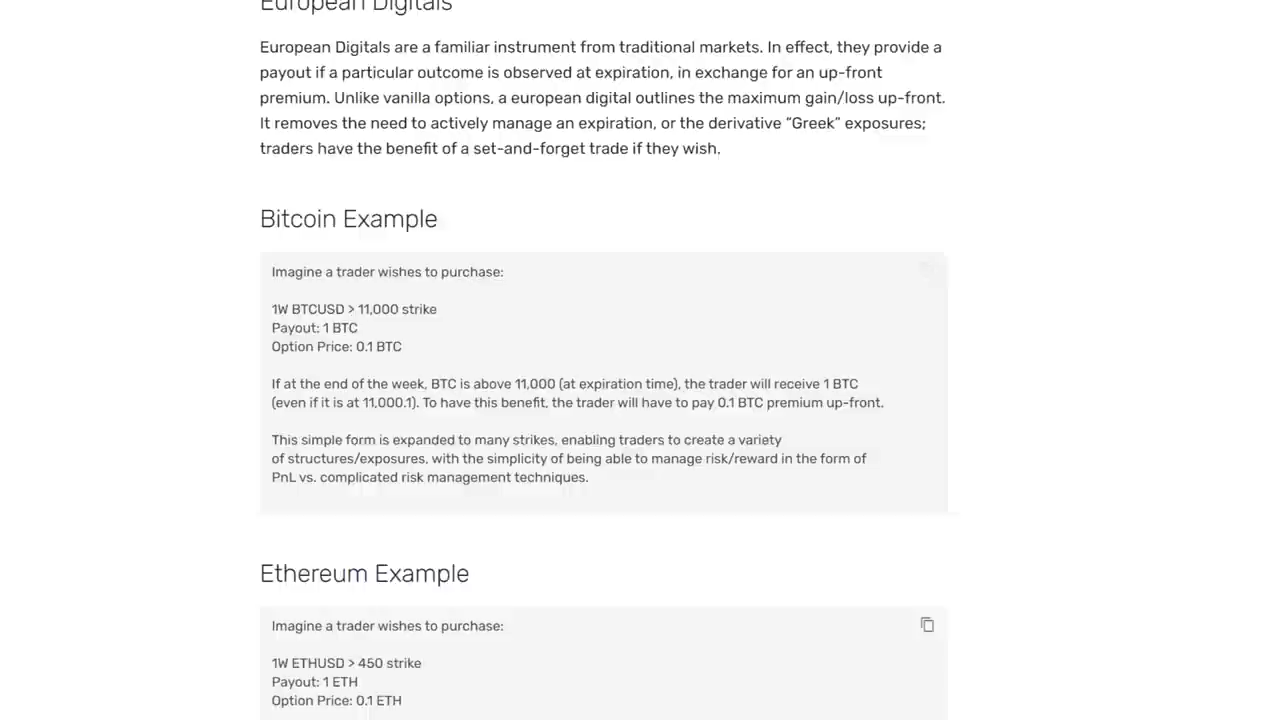 European Digitals
European Digitals are a familiar instrument from traditional markets. In effect, they provide a
payout if a particular outcome is observed at expiration, in exchange for an up-front
premium. Unlike vanilla options, a european digital outlines the maximum gain/loss up-front.
It removes the need to actively manage an expiration, or the derivative “Greek” exposures;
traders have the benefit of a set-and-forget trade if they wish.
Bitcoin Example
Imagine a trader wishes to purchase:
1W BTCUSD > 11,000 strike
Payout: 1 BTC
Option Price: 0.1 BTC
If at the end of the week, BTC is above 11,000 (at expiration time), the trader will receive 1 BTC
(even if it is at 11,000.1). To have this benefit, the trader will have to pay 0.1 BTC premium up-front.
This simple form is expanded to many strikes, enabling traders to create a variety
of structures/exposures, with the simplicity of being able to manage risk/reward in the form of
PnL vs. complicated risk management techniques.
Ethereum Example
Imagine a trader wishes to purchase:
1W ETHUSD > 450 strike
Payout: 1 ETH
Option Price: 0.1 ETH